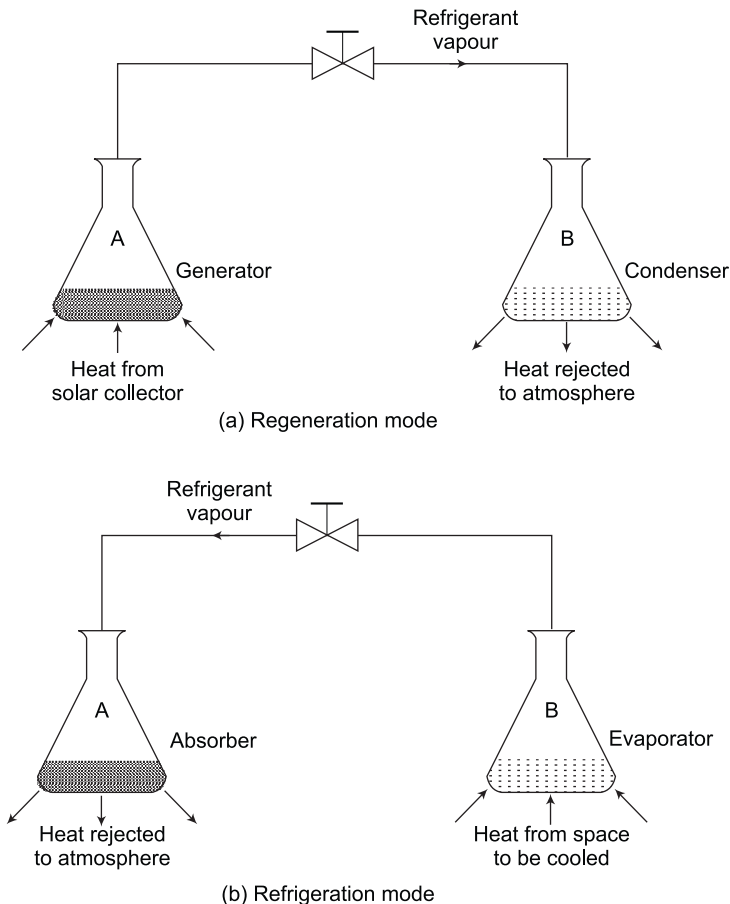 Refrigerant
vapour
A
B
Generator
Condenser
Heat from
solar collector
Heat rejected
to atmosphere
(a) Regeneration mode
Refrigerant
vapour
A
B
Absorber
Evaporator
Heat rejected
to atmosphere
Heat from space
to be cooled
(b) Refrigeration mode